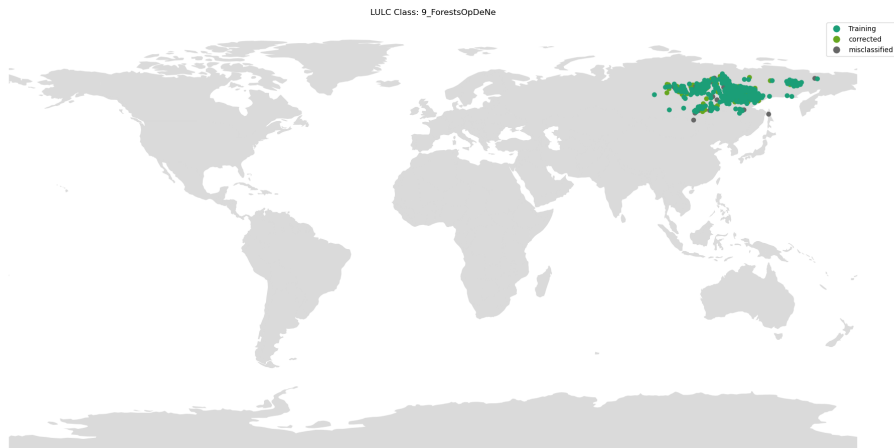 LULC Class: 9_ForestsOpDeNe
Training
corrected
misclassified